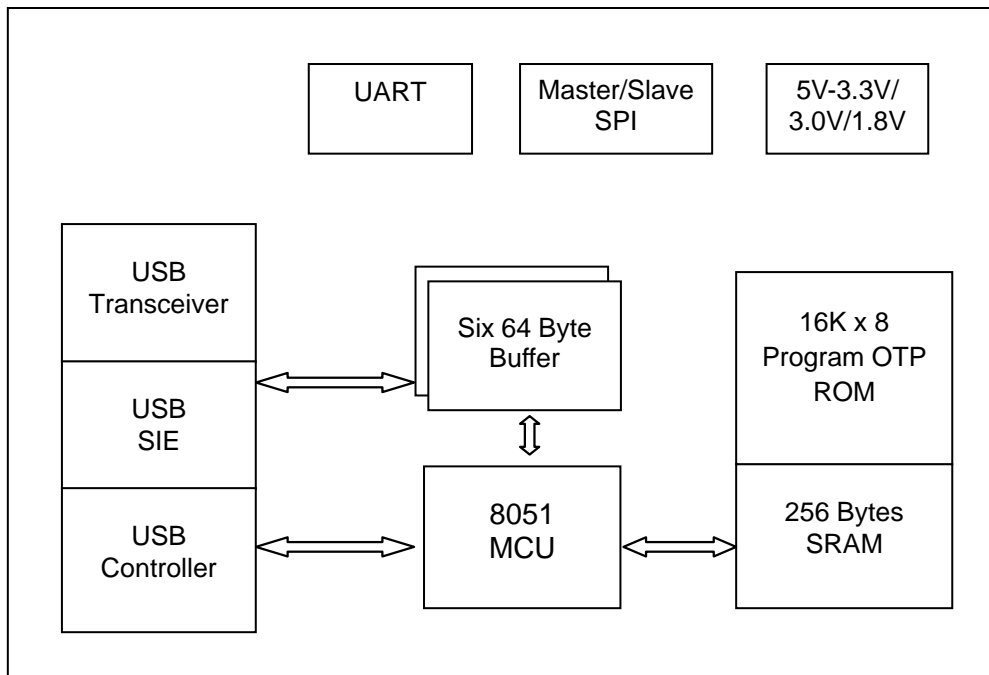 UART
Master/Slave
SPI
5V-3.3V/
3.0V/1.8V
USB
Transceiver
USB
SIE
USB
Controller
Six 64 Byte
Buffer
8051
MCU
16K x 8
Program OTP
ROM
256 Bytes
SRAM